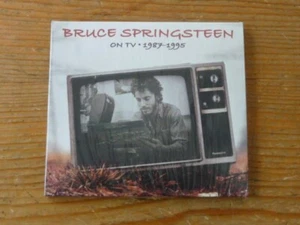 BRUCE SPRINGSTEEN
ON TV • 1987-1995